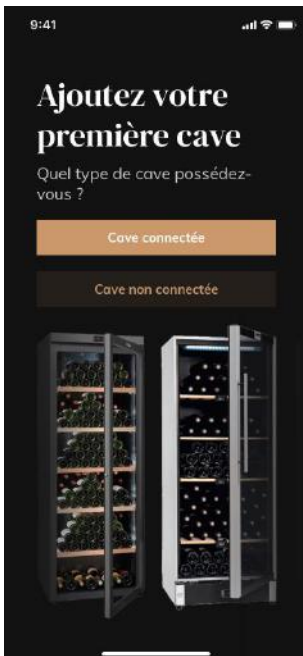 9:41
Ajoutez votre
première cave
Quel type de cave possédez-
vous ?
Cave connectée
Cave non connectée